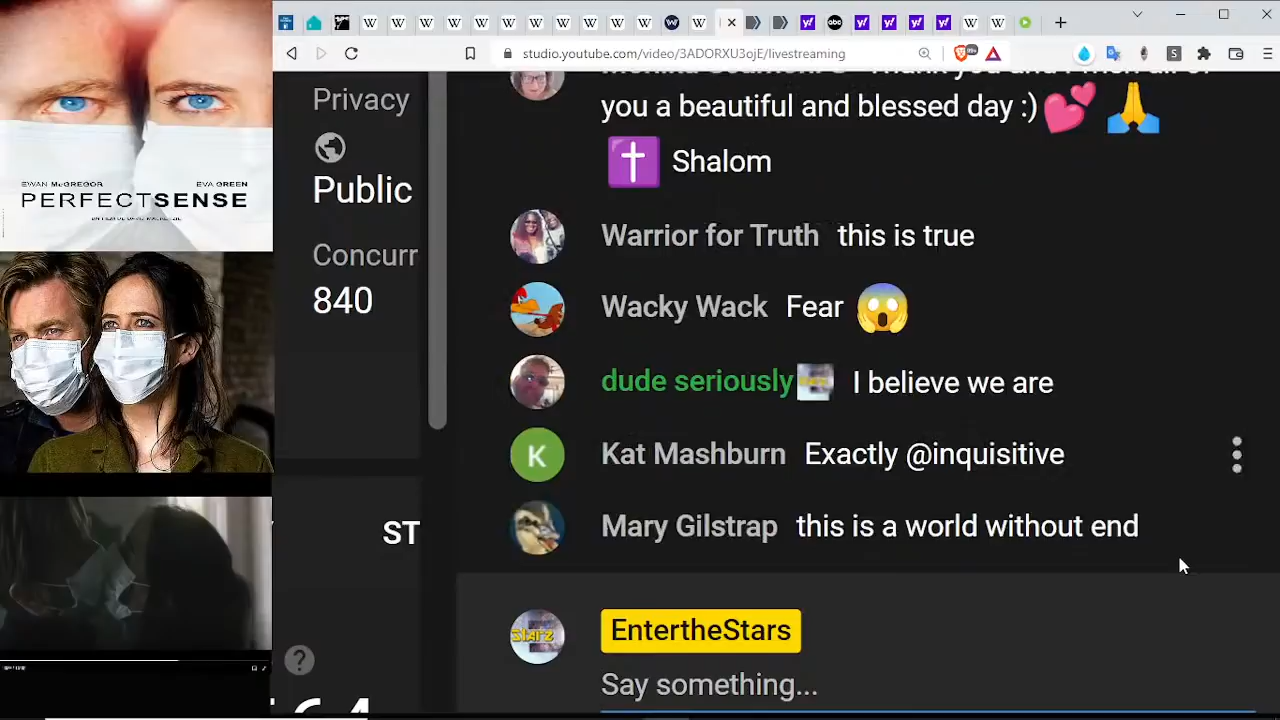 EWAN McGREGOR EVA GREEN
PERFECTSENSE
studio.youtube.com/video/3ADORXU3ojE/livestreaming
Privacy
Public
Concurr
840
ST
you a beautiful and blessed day :)💕 🙏
✝️ Shalom
Warrior for Truth this is true
Wacky Wack Fear 😱
dude seriously I believe we are
K Kat Mashburn Exactly @inquisitive
Mary Gilstrap this is a world without end
EntertheStars
Say something...